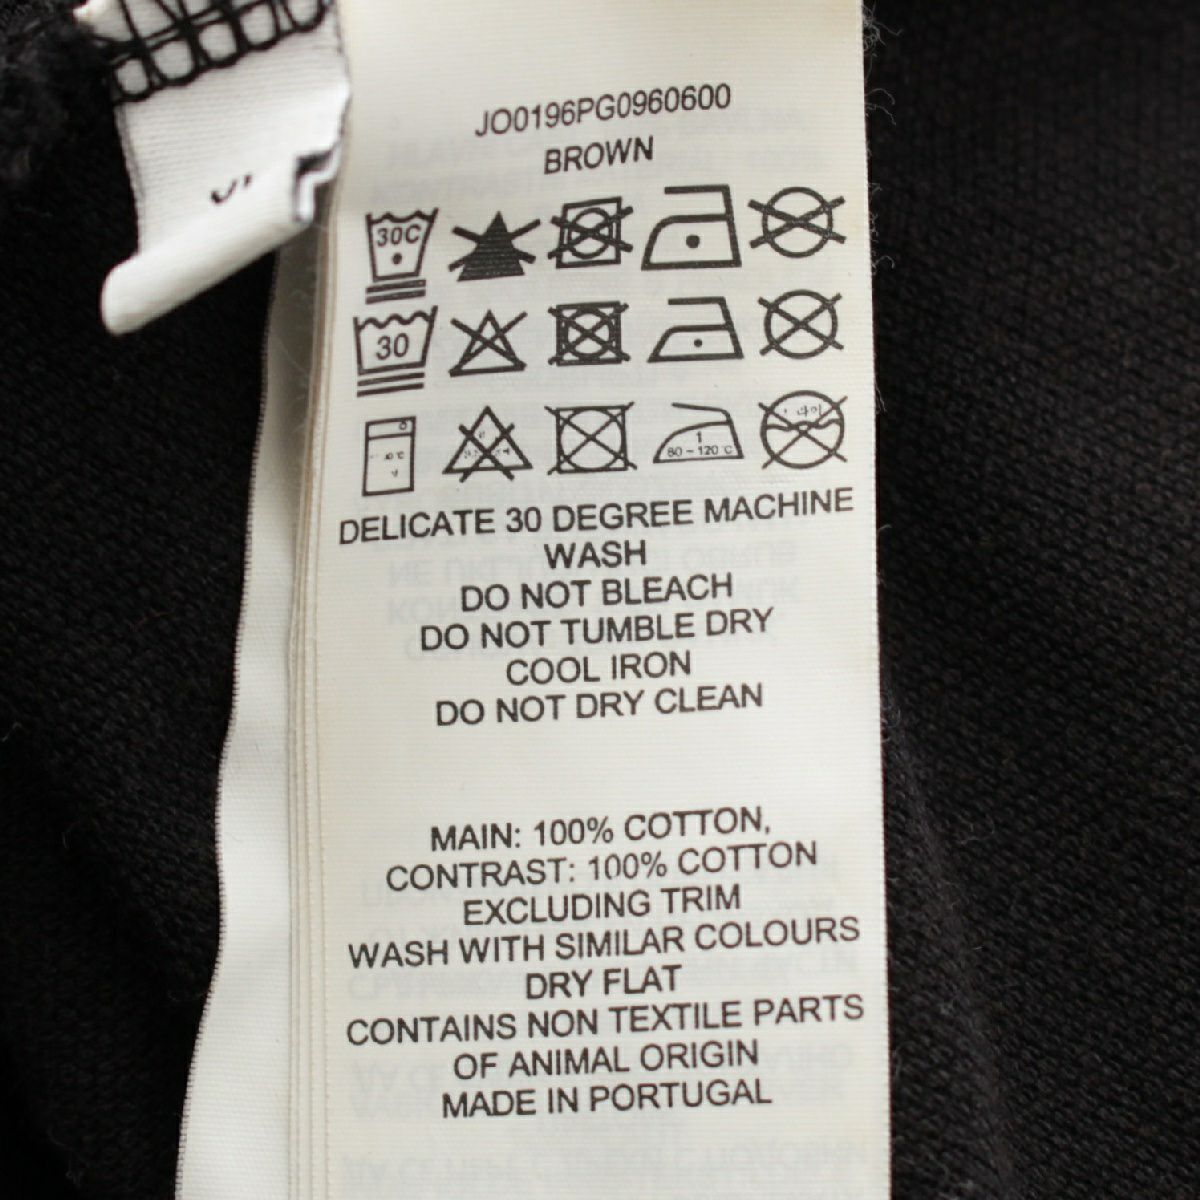 JO0196PG0960600
BROWN
30C
30
80 - 120 C
DELICATE 30 DEGREE MACHINE
WASH
DO NOT BLEACH
DO NOT TUMBLE DRY
COOL IRON
DO NOT DRY CLEAN
MAIN: 100% COTTON,
CONTRAST: 100% COTTON
EXCLUDING TRIM
WASH WITH SIMILAR COLOURS
DRY FLAT
CONTAINS NON TEXTILE PARTS
OF ANIMAL ORIGIN
MADE IN PORTUGAL